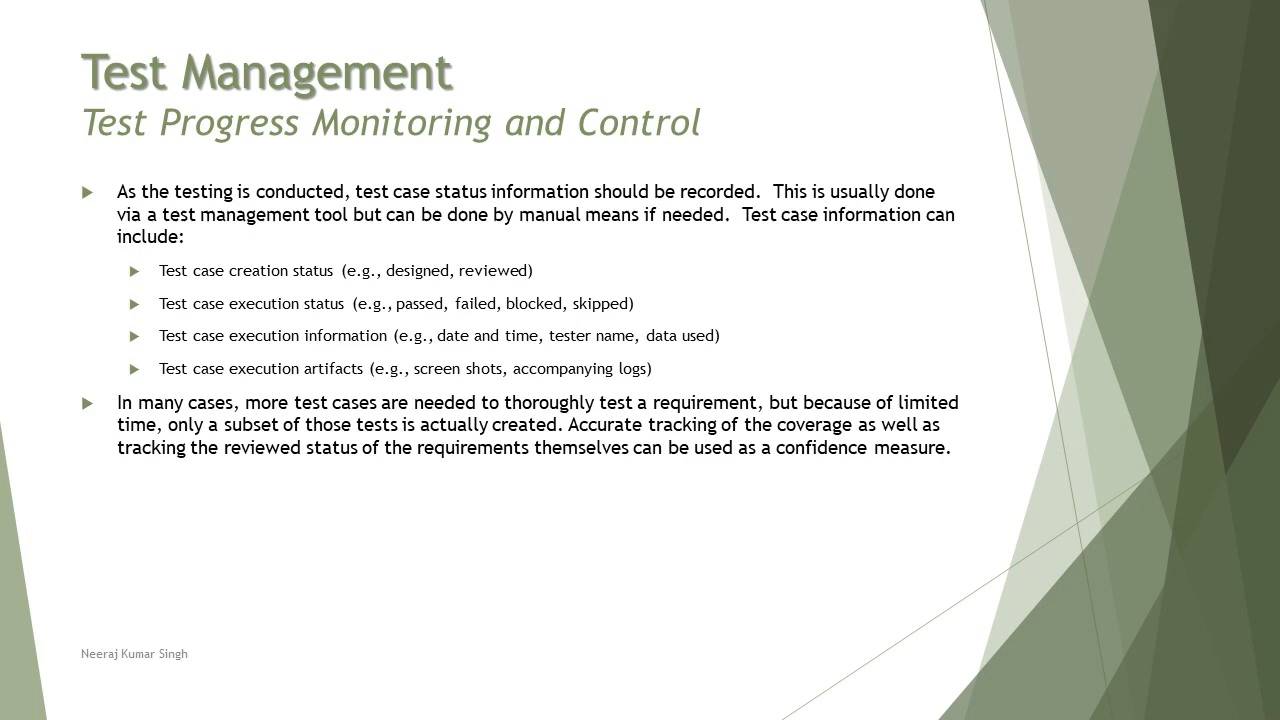 Test Management
Test Progress Monitoring and Control
As the testing is conducted, test case status information should be recorded.  This is usually done
via a test management tool but can be done by manual means if needed.  Test case information can
include:
Test case creation status (e.g., designed, reviewed)
Test case execution status (e.g., passed, failed, blocked, skipped)
Test case execution information (e.g., date and time, tester name, data used)
Test case execution artifacts (e.g., screen shots, accompanying logs)
In many cases, more test cases are needed to thoroughly test a requirement, but because of limited
time, only a subset of those tests is actually created. Accurate tracking of the coverage as well as
tracking the reviewed status of the requirements themselves can be used as a confidence measure.
Neeraj Kumar Singh